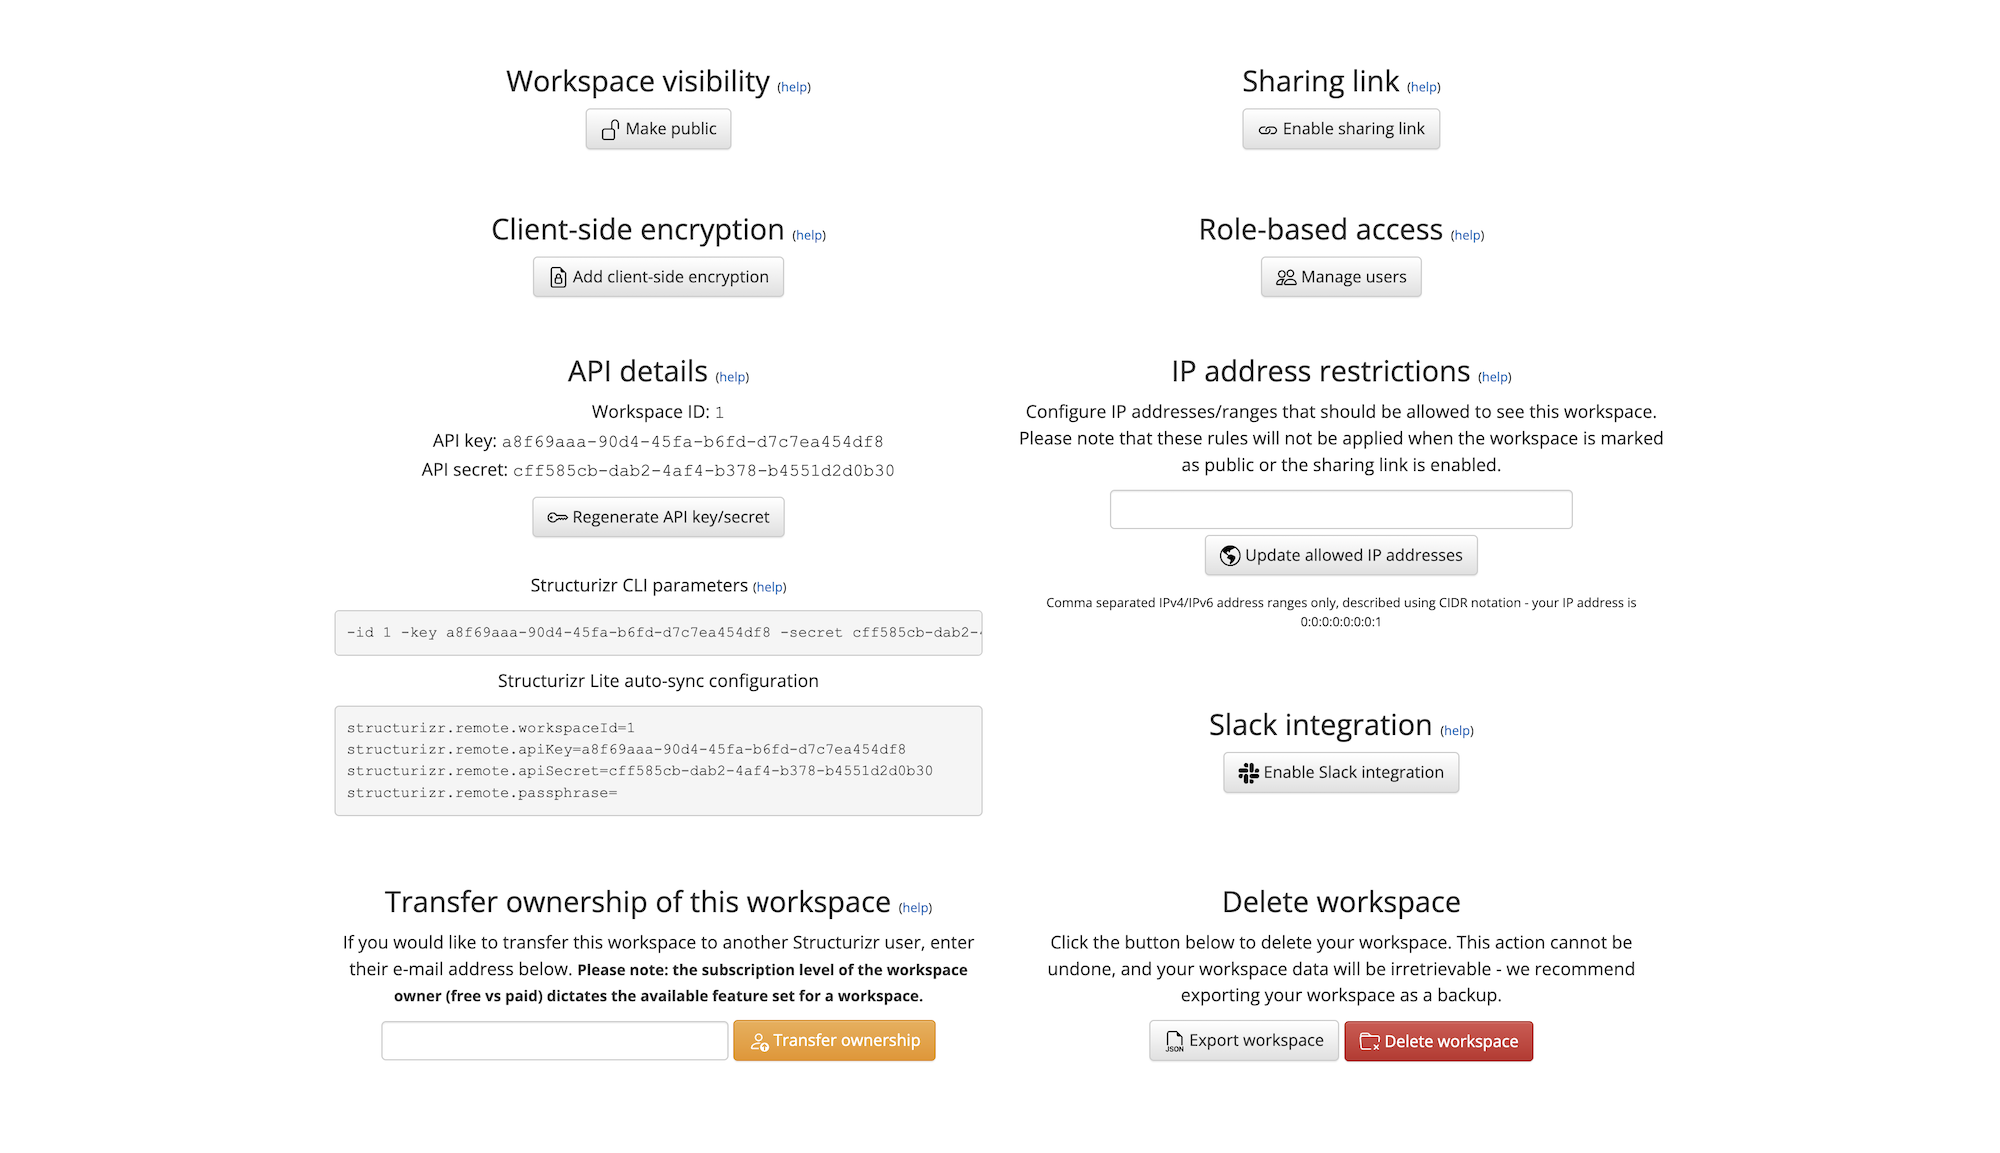 Workspace visibility (help)
Make public
Sharing link (help)
Enable sharing link
Client-side encryption (help)
Add client-side encryption
Role-based access (help)
Manage users
API details (help)
Workspace ID: 1
API key: a8f69aaa-90d4-45fa-b6fd-d7c7ea454df8
API secret: cff585cb-dab2-4af4-b378-b4551d2d0b30
Regenerate API key/secret
Structurizr CLI parameters (help)
-id 1 -key a8f69aaa-90d4-45fa-b6fd-d7c7ea454df8 -secret cff585cb-dab2-
Structurizr Lite auto-sync configuration
structurizr.remote.workspaceId=1
structurizr.remote.apiKey=a8f69aaa-90d4-45fa-b6fd-d7c7ea454df8
structurizr.remote.apiSecret=cff585cb-dab2-4af4-b378-b4551d2d0b30
structurizr.remote.passphrase=
IP address restrictions (help)
Configure IP addresses/ranges that should be allowed to see this workspace.
Please note that these rules will not be applied when the workspace is marked
as public or the sharing link is enabled.
Update allowed IP addresses
Comma separated IPv4/IPv6 address ranges only, described using CIDR notation - your IP address is
0:0:0:0:0:0:0:1
Slack integration (help)
Enable Slack integration
Transfer ownership of this workspace (help)
If you would like to transfer this workspace to another Structurizr user, enter
their e-mail address below. Please note: the subscription level of the workspace
owner (free vs paid) dictates the available feature set for a workspace.
Transfer ownership
Delete workspace
Click the button below to delete your workspace. This action cannot be
undone, and your workspace data will be irretrievable - we recommend
exporting your workspace as a backup.
JSON Export workspace
Delete workspace